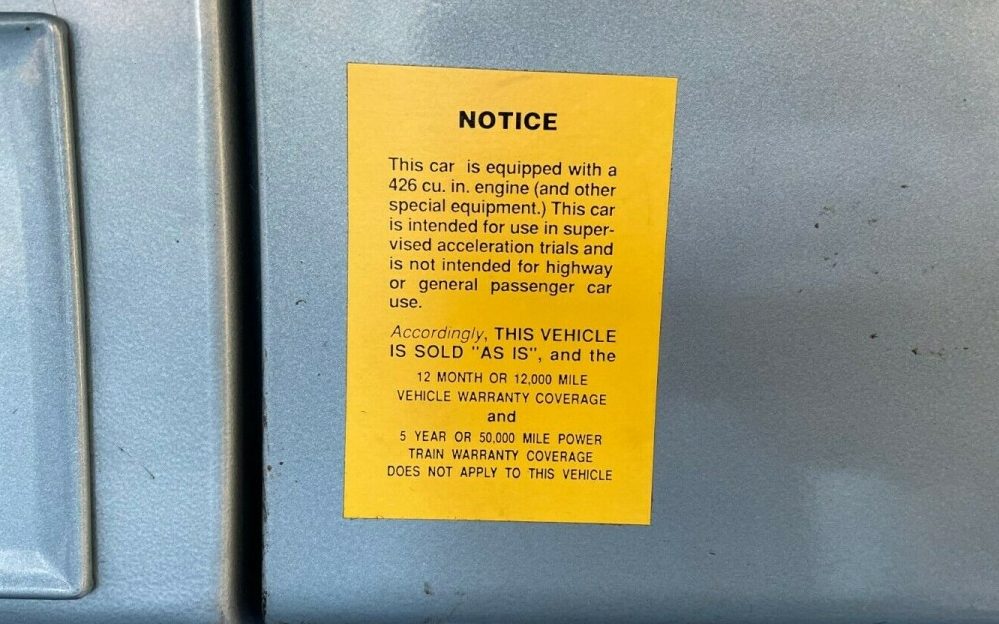 NOTICE
This car is equipped with a
426 cu. in. engine (and other
special equipment.) This car
is intended for use in super-
vised acceleration trials and
is not intended for highway
or general passenger car
use.
Accordingly, THIS VEHICLE
IS SOLD "AS IS", and the
12 MONTH OR 12,000 MILE
VEHICLE WARRANTY COVERAGE
and
5 YEAR OR 50,000 MILE POWER
TRAIN WARRANTY COVERAGE
DOES NOT APPLY TO THIS VEHICLE